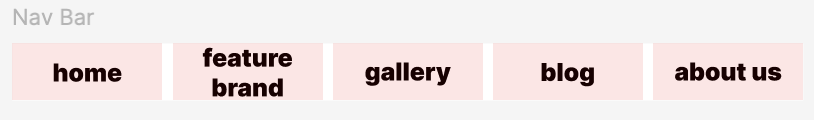 Nav Bar
home
feature
brand
gallery
blog
about us